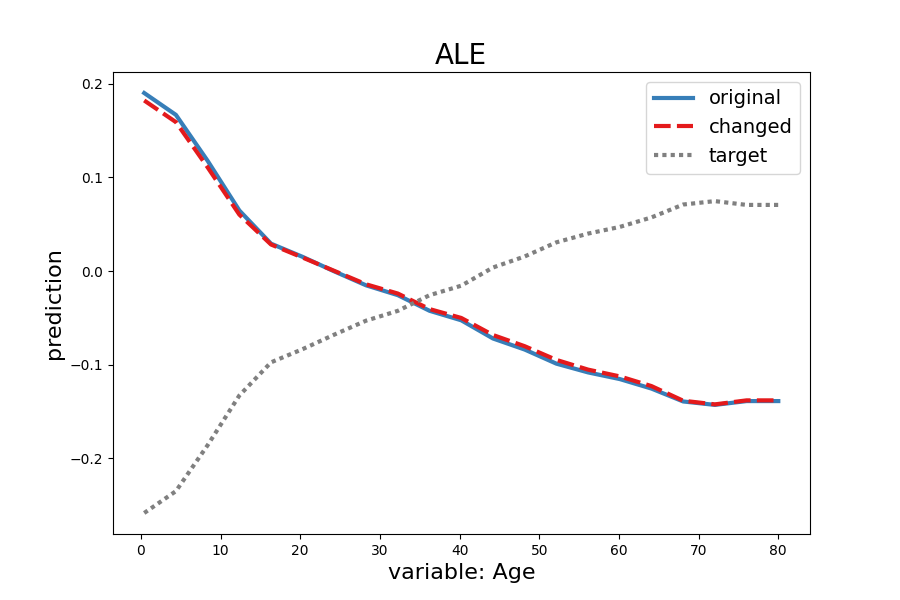 ALE
original
changed
target
0.2
0.1
0.0
−0.1
−0.2
prediction
0 10 20 30 40 50 60 70 80
variable: Age